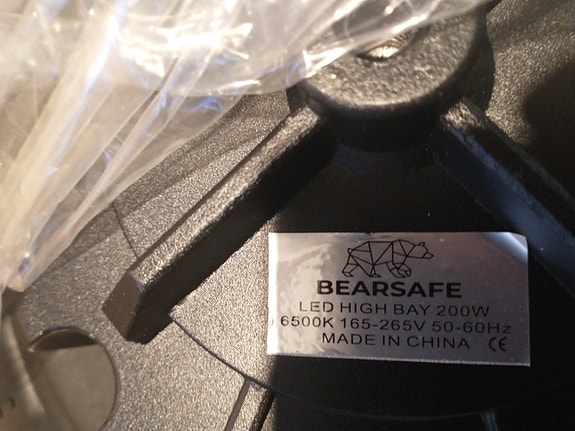 BEARSAFE
LED HIGH BAY 200W
6500K 165-265V 50-60Hz
MADE IN CHINA CE